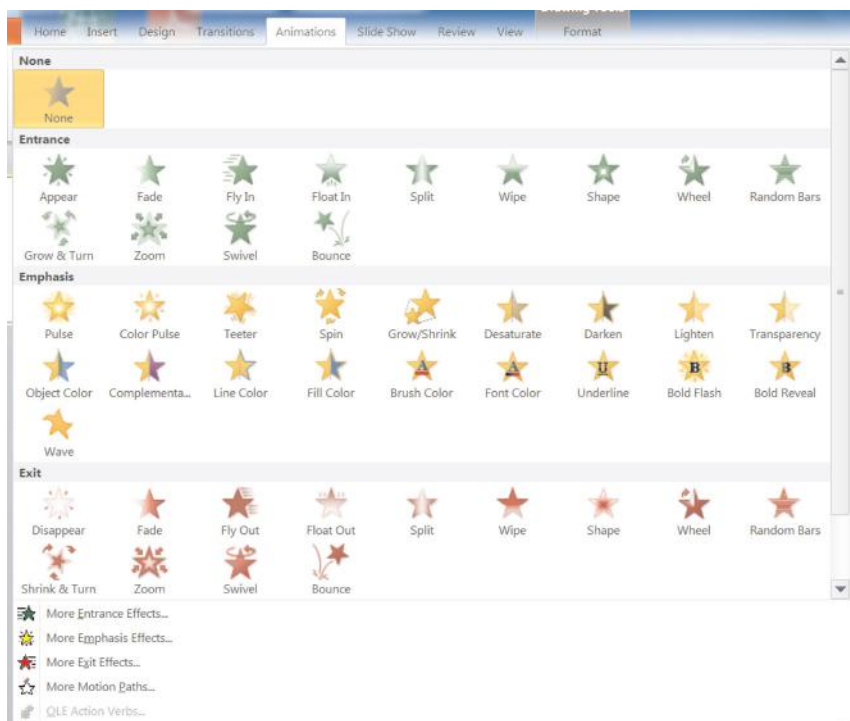 Drawing Tools
Home Insert Design Transitions Animations Slide Show Review View Format
None
None
Entrance
Appear Fade Fly In Float In Split Wipe Shape Wheel Random Bars
Grow & Turn Zoom Swivel Bounce
Emphasis
Pulse Color Pulse Teeter Spin Grow/Shrink Desaturate Darken Lighten Transparency
Object Color Complementa... Line Color Fill Color Brush Color Font Color Underline Bold Flash Bold Reveal
Wave
Exit
Disappear Fade Fly Out Float Out Split Wipe Shape Wheel Random Bars
Shrink & Turn Zoom Swivel Bounce
More Entrance Effects...
More Emphasis Effects...
More Exit Effects...
More Motion Paths...
OLE Action Verbs...